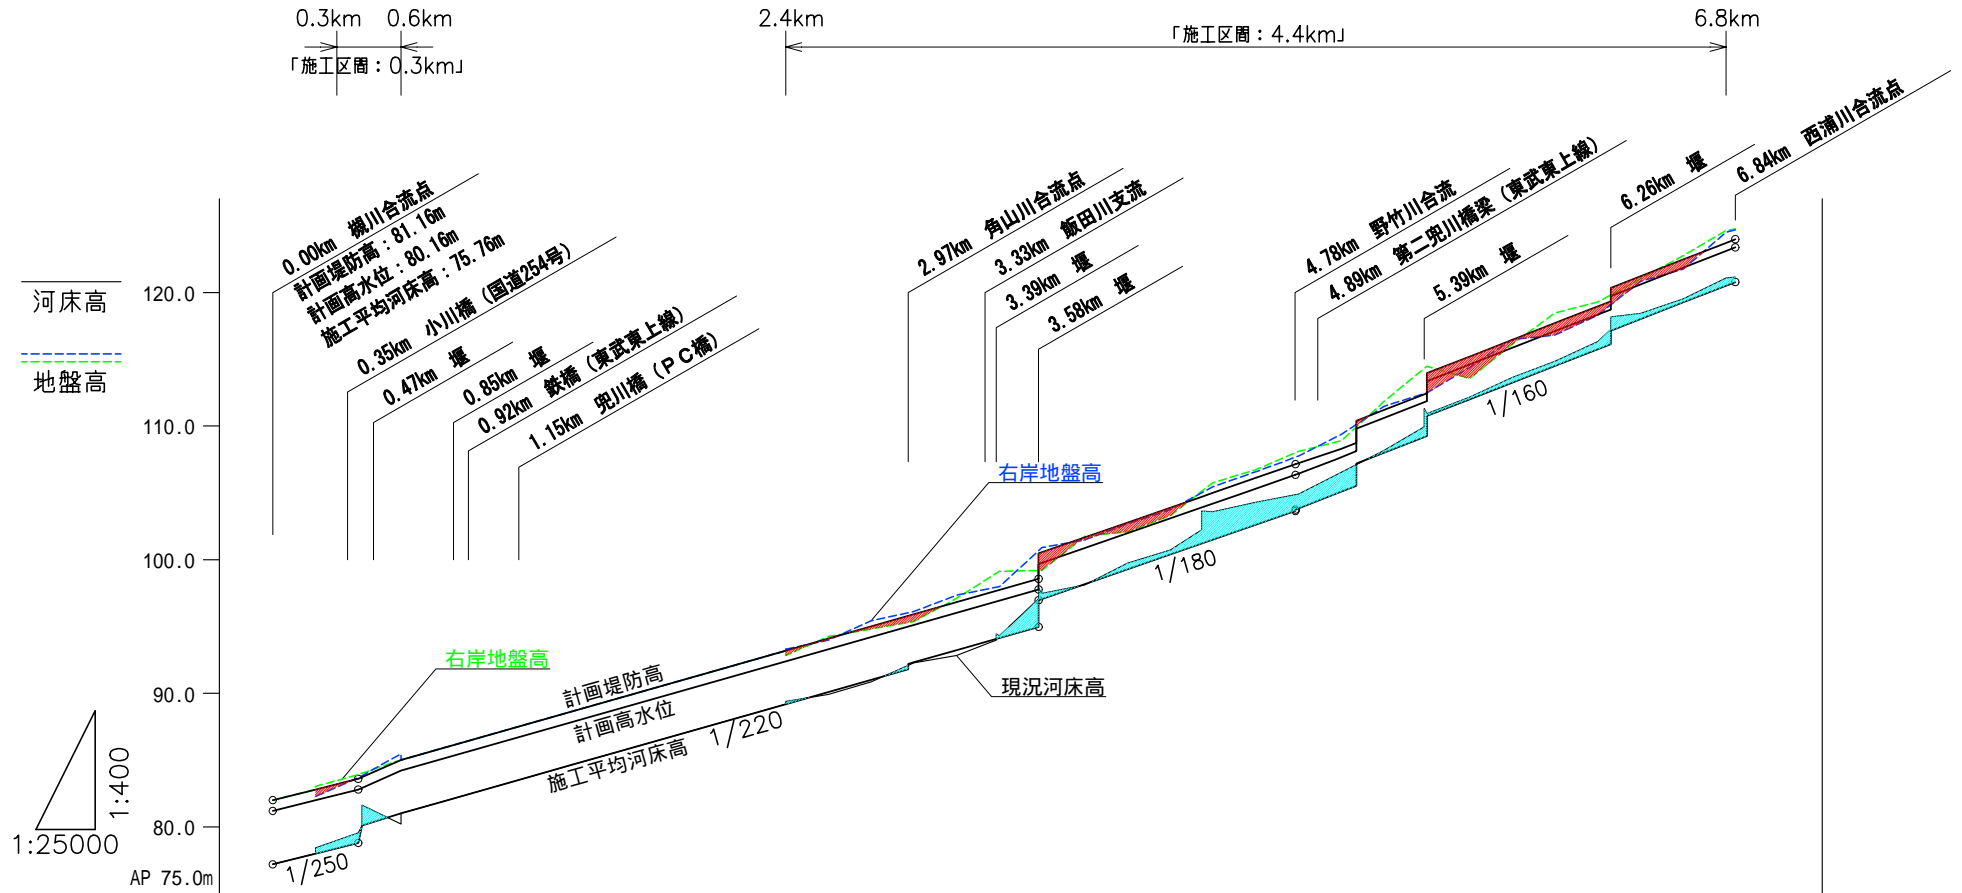 0.3km 0.6km
「施工区間：0.3km」
2.4km
「施工区間：4.4km」
6.8km
0.00km 槻川合流点
計画堤防高：81.16m
計画高水位：80.16m
施工平均河床高：75.76m
0.35km 小川橋（国道254号）
0.47km 堰
0.85km 堰
0.92km 鉄橋（東武東上線）
1.15km 兜川橋（ＰＣ橋）
2.97km 角山川合流点
3.33km 飯田川支流
3.39km 堰
3.58km 堰
4.78km 野竹川合流
4.89km 第二兜川橋梁（東武東上線）
5.39km 堰
6.26km 堰
6.84km 西浦川合流点
河床高
地盤高
120.0
110.0
100.0
90.0
80.0
AP 75.0m
1:400
1:25000
右岸地盤高
右岸地盤高
現況河床高
計画堤防高
計画高水位
施工平均河床高
1/250
1/220
1/180
1/160